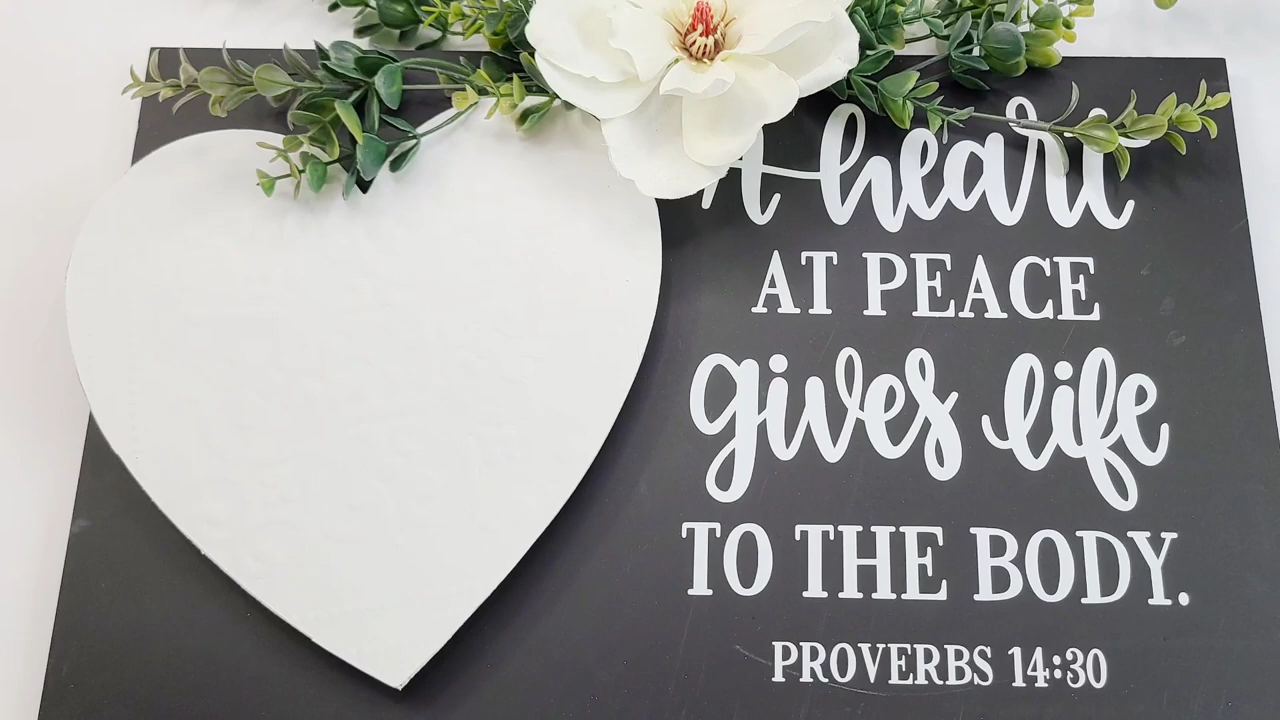 A heart
AT PEACE
gives life
TO THE BODY.
PROVERBS 14:30